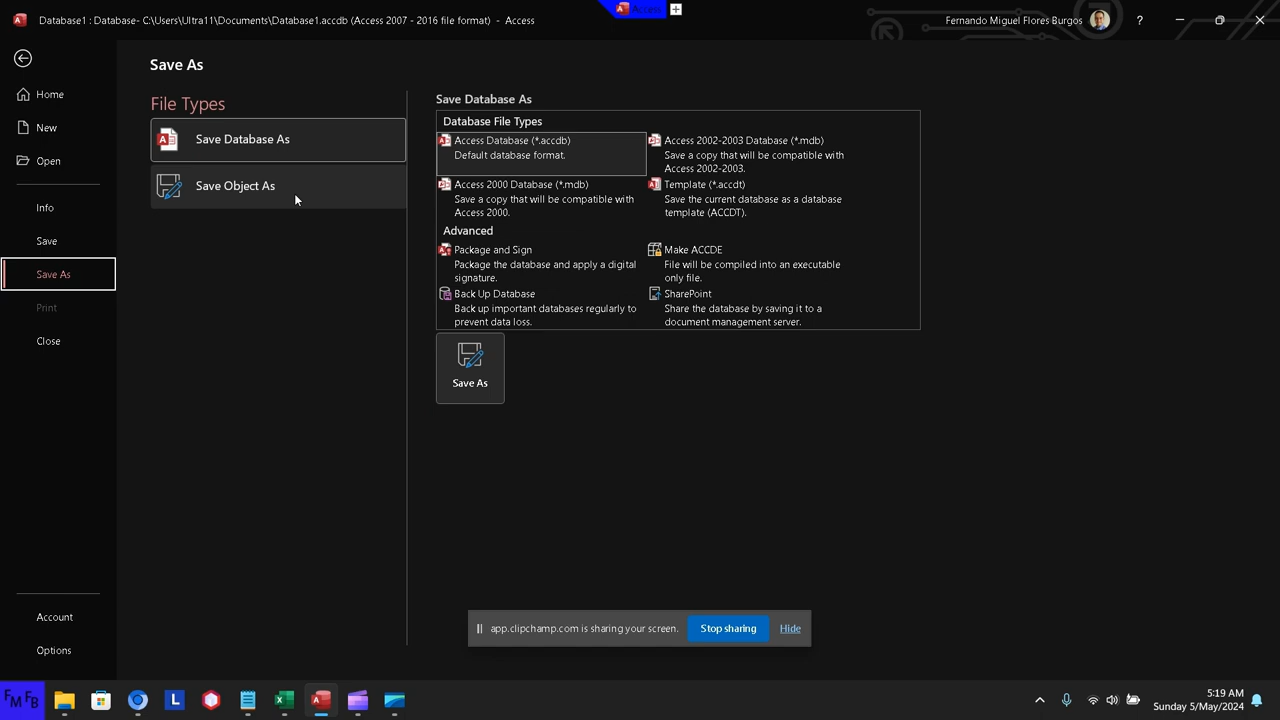 Database1 : Database- C:\Users\Ultra11\Documents\Database1.accdb (Access 2007 - 2016 file format) - Access
Access
Fernando Miguel Flores Burgos
?
Home
New
Open
Info
Save
Save As
Print
Close
Account
Options
Save As
File Types
Save Database As
Save Object As
Save Database As
Database File Types
Access Database (*.accdb)
Default database format.
Access 2002-2003 Database (*.mdb)
Save a copy that will be compatible with
Access 2002-2003.
Access 2000 Database (*.mdb)
Save a copy that will be compatible with
Access 2000.
Template (*.accdt)
Save the current database as a database
template (ACCDT).
Advanced
Package and Sign
Package the database and apply a digital
signature.
Make ACCDE
File will be compiled into an executable
only file.
Back Up Database
Back up important databases regularly to
prevent data loss.
SharePoint
Share the database by saving it to a
document management server.
Save As
app.clipchamp.com is sharing your screen.
Stop sharing
Hide
FM FB
L
5:19 AM
Sunday 5/May/2024